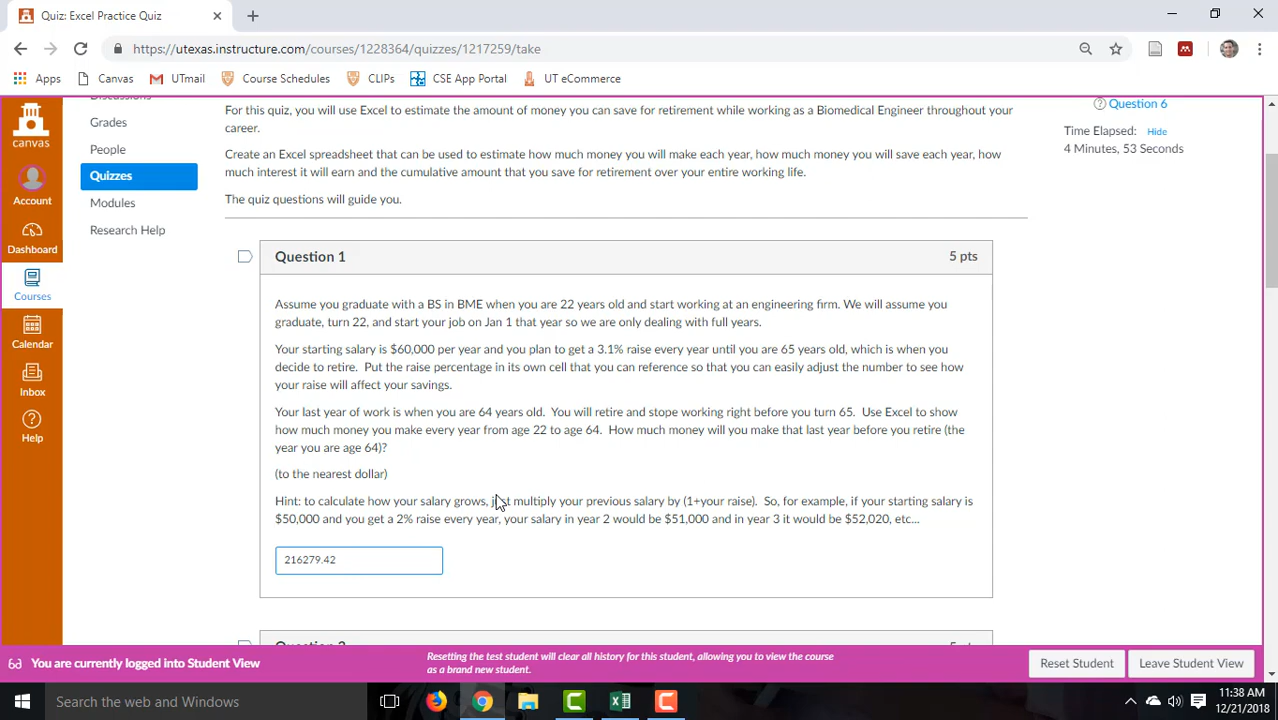 Quiz: Excel Practice Quiz
https://utexas.instructure.com/courses/1228364/quizzes/1217259/take
Apps Canvas UTmail Course Schedules CLIPs CSE App Portal UT eCommerce
canvas
Account
Dashboard
Courses
Calendar
Inbox
Help
Discussions
Grades
People
Quizzes
Modules
Research Help
For this quiz, you will use Excel to estimate the amount of money you can save for retirement while working as a Biomedical Engineer throughout your
career.
Create an Excel spreadsheet that can be used to estimate how much money you will make each year, how much money you will save each year, how
much interest it will earn and the cumulative amount that you save for retirement over your entire working life.
The quiz questions will guide you.
Question 6
Time Elapsed: Hide
4 Minutes, 53 Seconds
Question 1 5 pts
Assume you graduate with a BS in BME when you are 22 years old and start working at an engineering firm. We will assume you
graduate, turn 22, and start your job on Jan 1 that year so we are only dealing with full years.
Your starting salary is $60,000 per year and you plan to get a 3.1% raise every year until you are 65 years old, which is when you
decide to retire. Put the raise percentage in its own cell that you can reference so that you can easily adjust the number to see how
your raise will affect your savings.
Your last year of work is when you are 64 years old. You will retire and stope working right before you turn 65. Use Excel to show
how much money you make every year from age 22 to age 64. How much money will you make that last year before you retire (the
year you are age 64)?
(to the nearest dollar)
Hint: to calculate how your salary grows, just multiply your previous salary by (1+your raise). So, for example, if your starting salary is
$50,000 and you get a 2% raise every year, your salary in year 2 would be $51,000 and in year 3 it would be $52,020, etc...
216279.42
You are currently logged into Student View
Resetting the test student will clear all history for this student, allowing you to view the course
as a brand new student.
Reset Student
Leave Student View
Search the web and Windows
11:38 AM
12/21/2018